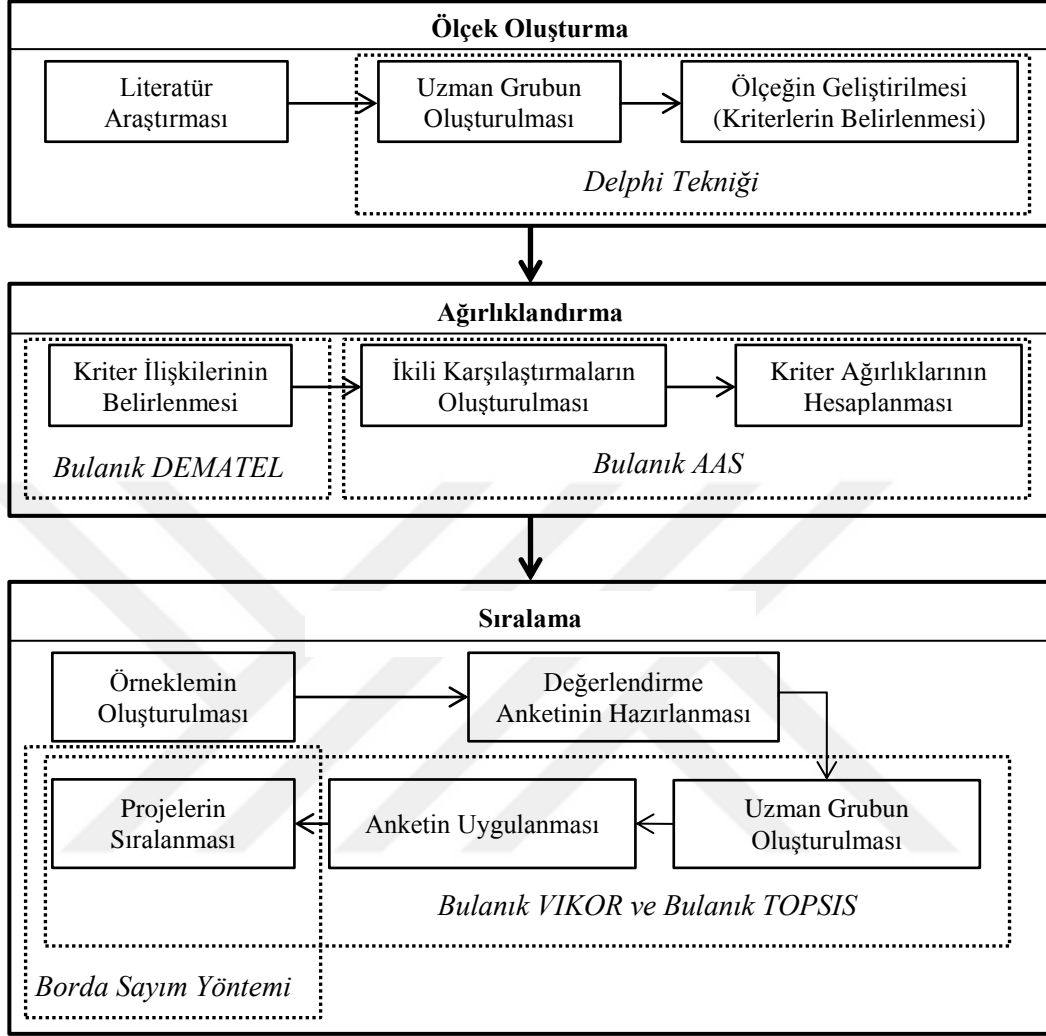 Ölçek Oluşturma
Literatür
Araştırması
Uzman Grubun
Oluşturulması
Ölçeğin Geliştirilmesi
(Kriterlerin Belirlenmesi)
Delphi Tekniği
Ağırlıklandırma
Kriter İlişkilerinin
Belirlenmesi
İkili Karşılaştırmaların
Oluşturulması
Kriter Ağırlıklarının
Hesaplanması
Bulanık DEMATEL
Bulanık AAS
Sıralama
Örneklemin
Oluşturulması
Değerlendirme
Anketinin Hazırlanması
Uzman Grubun
Oluşturulması
Anketin Uygulanması
Projelerin
Sıralanması
Bulanık VIKOR ve Bulanık TOPSIS
Borda Sayım Yöntemi